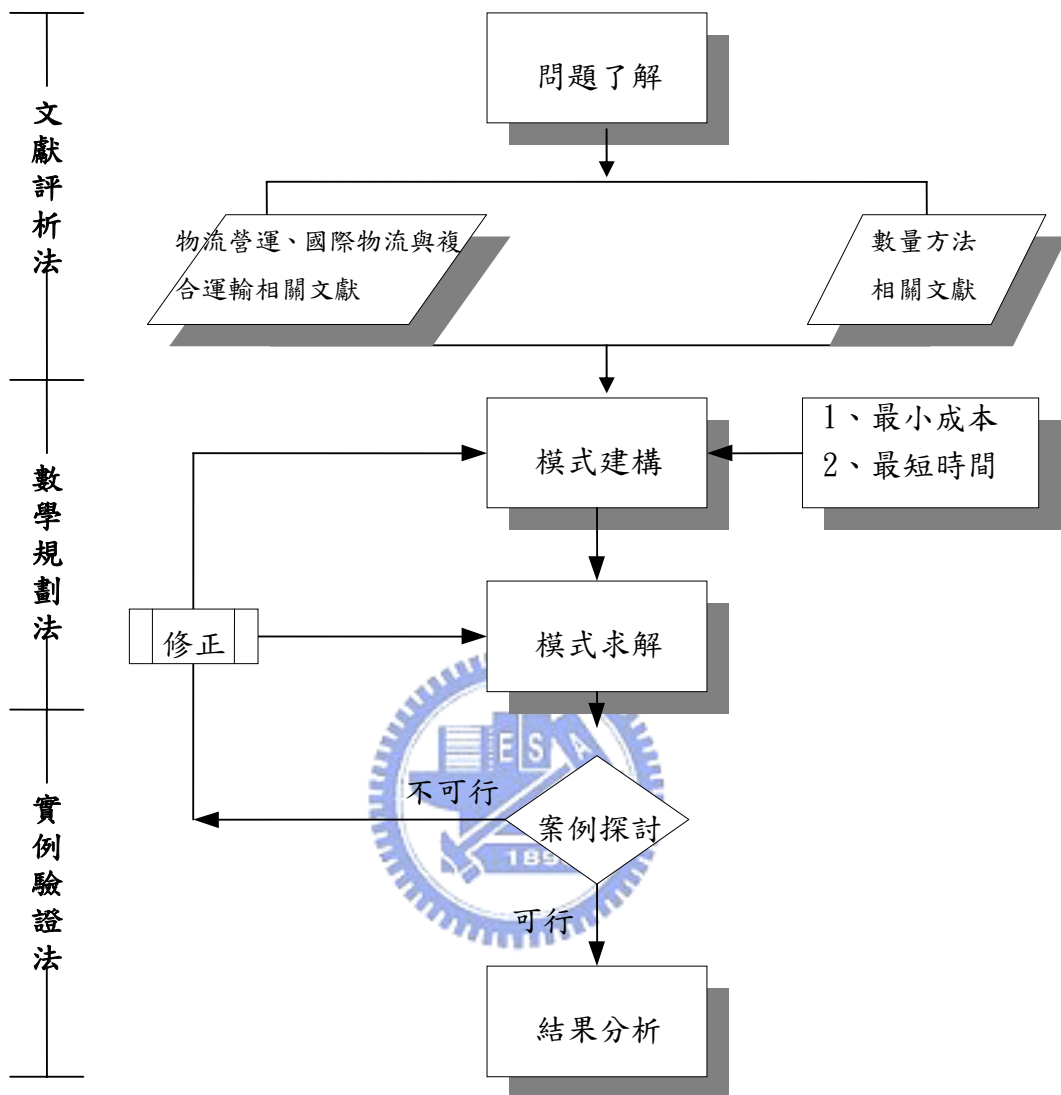 文獻評析法
數學規劃法
實例驗證法
問題了解
物流營運、國際物流與複
合運輸相關文獻
數量方法
相關文獻
模式建構
1、最小成本
2、最短時間
修正
模式求解
ESA
不可行
案例探討
189
可行
結果分析